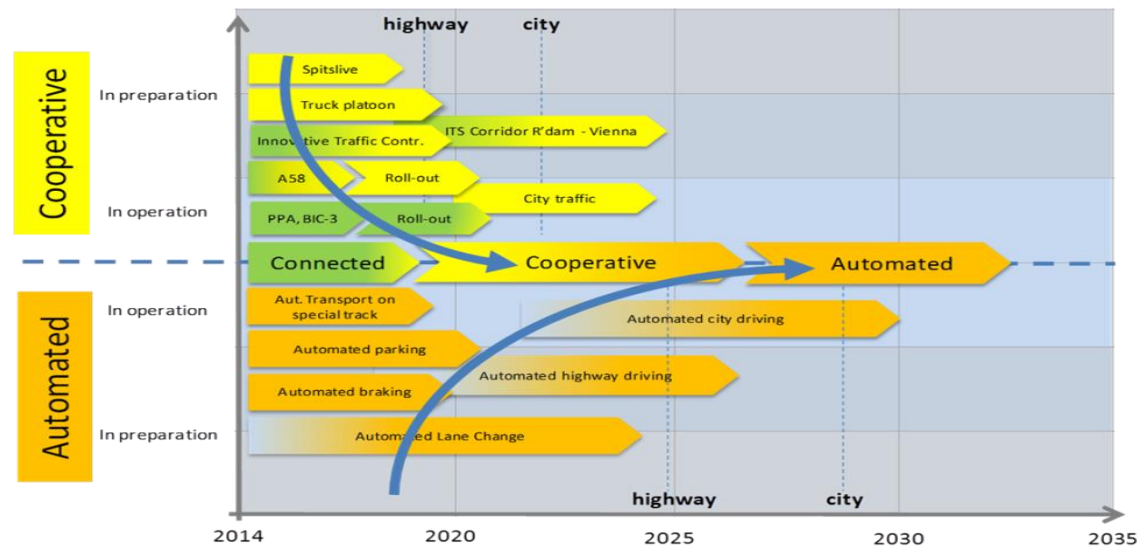 highway
city
Cooperative
In preparation
Spitslive
Truck platoon
ITS Corridor R'dam - Vienna
Innovative Traffic Contr.
A58
Roll-out
City traffic
In operation
PPA, BIC-3
Roll-out
Connected
Cooperative
Automated
Automated
In operation
Aut. Transport on
special track
Automated city driving
Automated parking
Automated highway driving
Automated braking
In preparation
Automated Lane Change
highway
city
2014
2020
2025
2030
2035